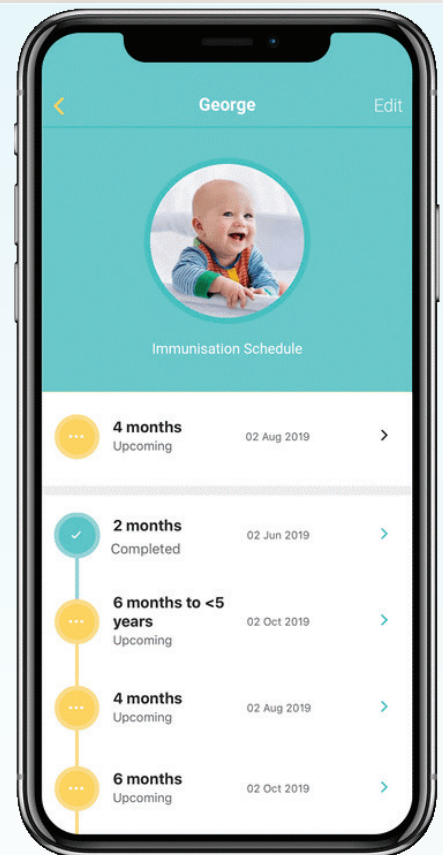 George
Edit
Immunisation Schedule
4 months
Upcoming
02 Aug 2019
2 months
Completed
02 Jun 2019
6 months to <5
years
Upcoming
02 Oct 2019
4 months
Upcoming
02 Aug 2019
6 months
Upcoming
02 Oct 2019